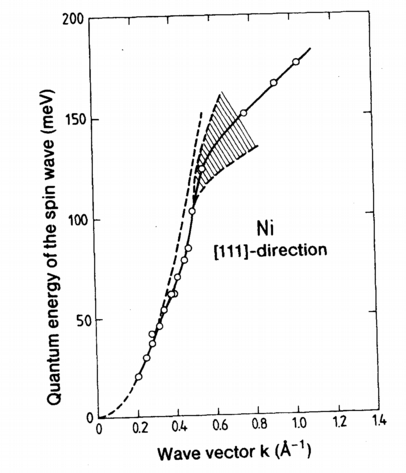 200
150
100
50
0
Quantum energy of the spin wave (meV)
Ni
[111]-direction
0 0.2 0.4 0.6 0.8 1.0 1.2 1.4
Wave vector k (Å⁻¹)